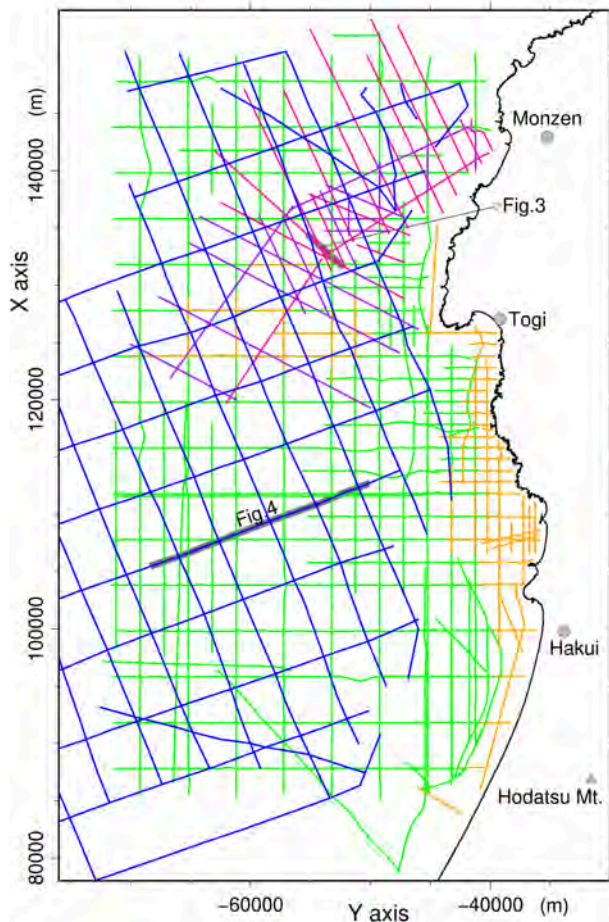 Monzen
Fig.3
Togi
Fig.4
Hakui
Hodatsu Mt.
X axis
(m)
140000
120000
100000
80000
−60000
−40000
(m)
Y axis